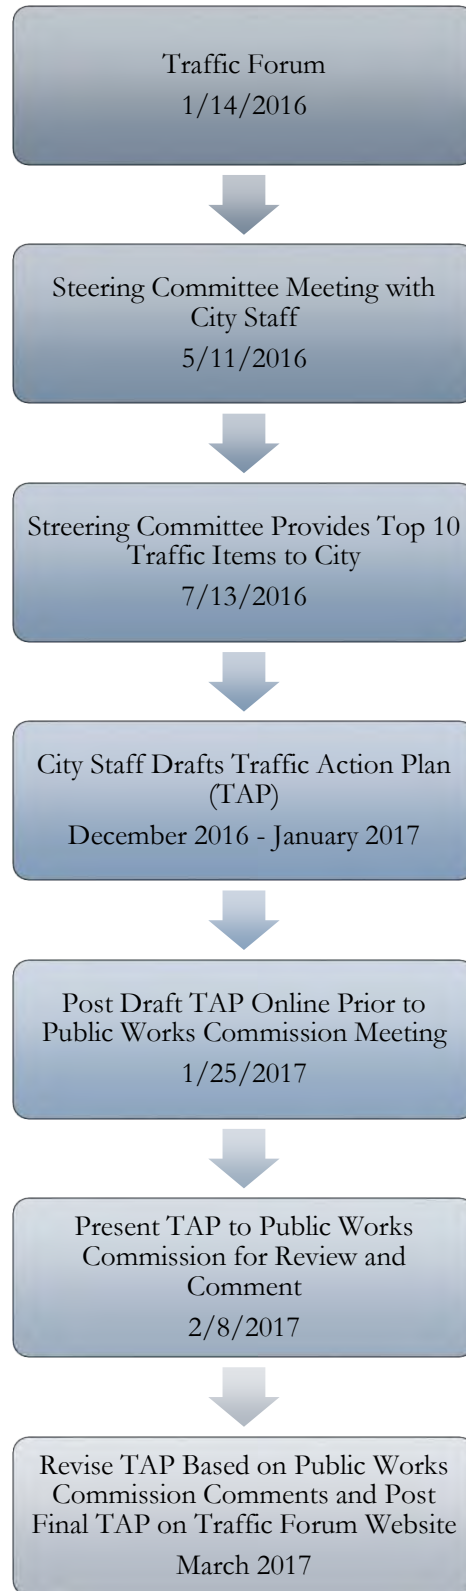 Traffic Forum
1/14/2016
Steering Committee Meeting with
City Staff
5/11/2016
Streering Committee Provides Top 10
Traffic Items to City
7/13/2016
City Staff Drafts Traffic Action Plan
(TAP)
December 2016 - January 2017
Post Draft TAP Online Prior to
Public Works Commission Meeting
1/25/2017
Present TAP to Public Works
Commission for Review and
Comment
2/8/2017
Revise TAP Based on Public Works
Commission Comments and Post
Final TAP on Traffic Forum Website
March 2017